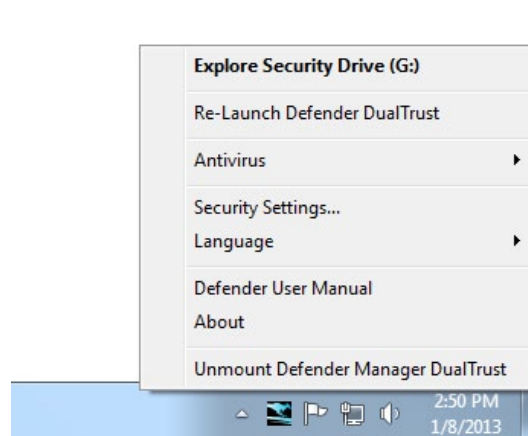 Explore Security Drive (G:)
Re-Launch Defender DualTrust
Antivirus
Security Settings...
Language
Defender User Manual
About
Unmount Defender Manager DualTrust
2:50 PM
1/8/2013